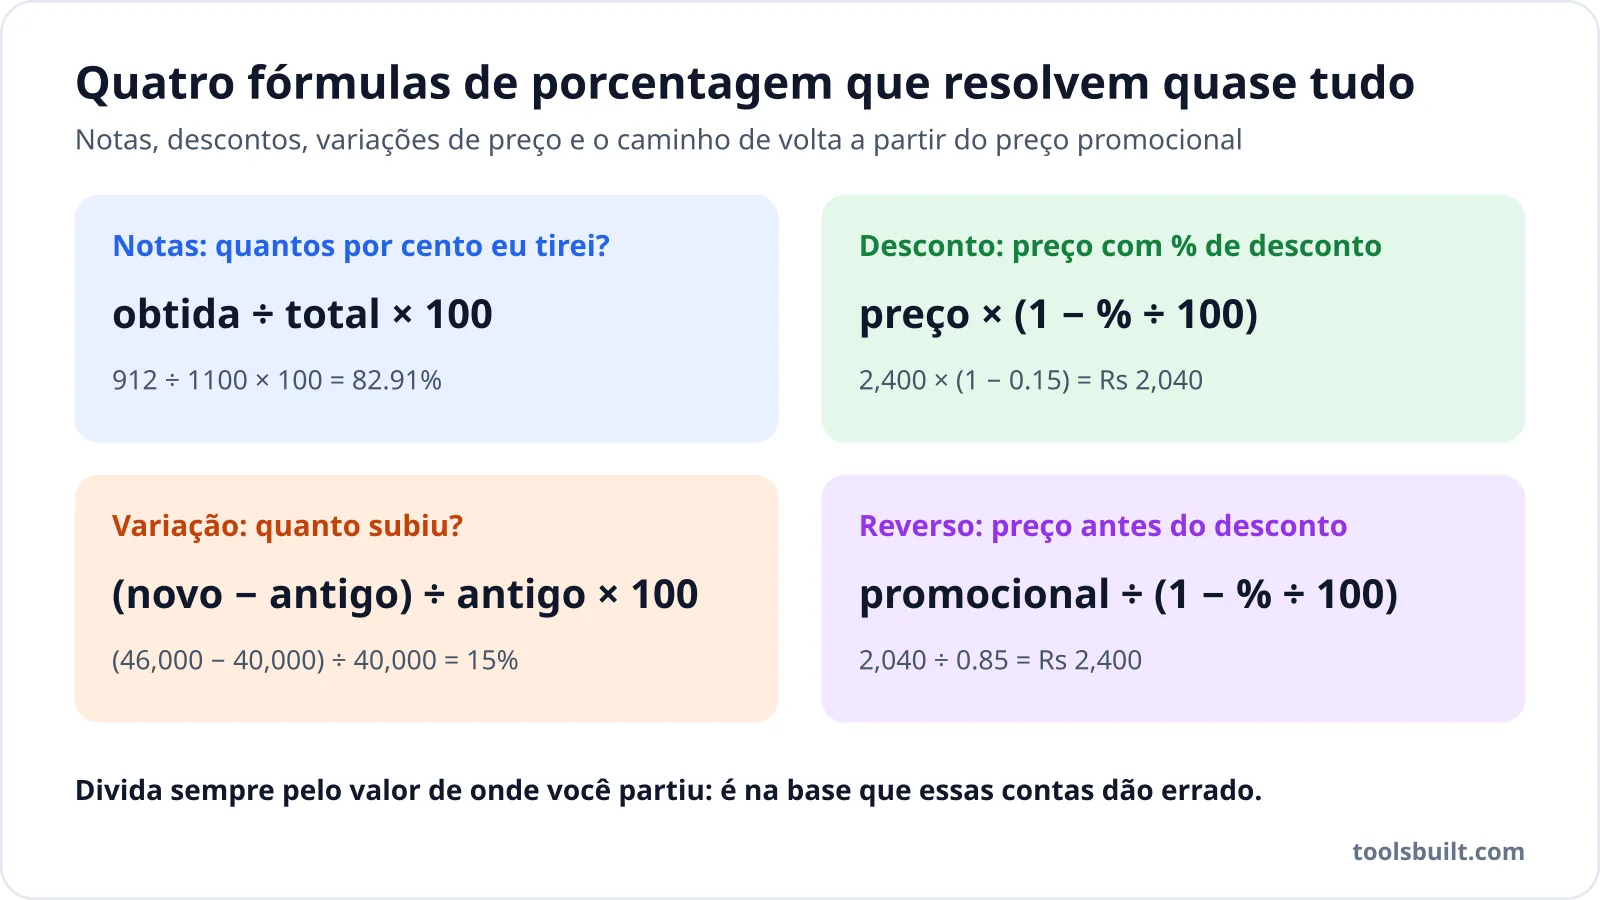 Quatro fórmulas de porcentagem que resolvem quase tudo
Notas, descontos, variações de preço e o caminho de volta a partir do preço promocional
Notas: quantos por cento eu tirei?
obtida ÷ total × 100
912 ÷ 1100 × 100 = 82.91%
Desconto: preço com % de desconto
preço × (1 − % ÷ 100)
2,400 × (1 − 0.15) = Rs 2,040
Variação: quanto subiu?
(novo − antigo) ÷ antigo × 100
(46,000 − 40,000) ÷ 40,000 = 15%
Reverso: preço antes do desconto
promocional ÷ (1 − % ÷ 100)
2,040 ÷ 0.85 = Rs 2,400
Divida sempre pelo valor de onde você partiu: é na base que essas contas dão errado.
toolsbuilt.com